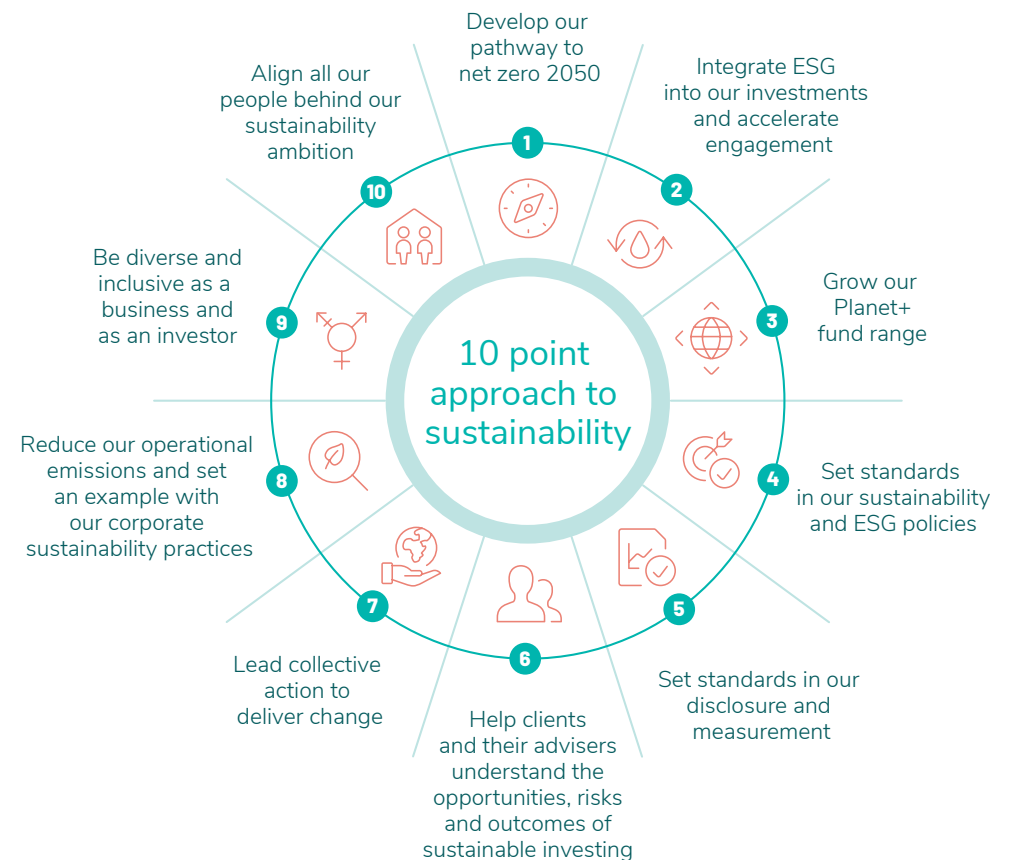 10 point
approach to
sustainability
1
Develop our
pathway to
net zero 2050
2
Integrate ESG
into our investments
and accelerate
engagement
3
Grow our
Planet+
fund range
4
Set standards
in our sustainability
and ESG policies
5
Set standards in our
disclosure and
measurement
6
Help clients
and their advisers
understand the
opportunities, risks
and outcomes of
sustainable investing
7
Lead collective
action to
deliver change
8
Reduce our operational
emissions and set
an example with
our corporate
sustainability practices
9
Be diverse and
inclusive as a
business and
as an investor
10
Align all our
people behind our
sustainability
ambition